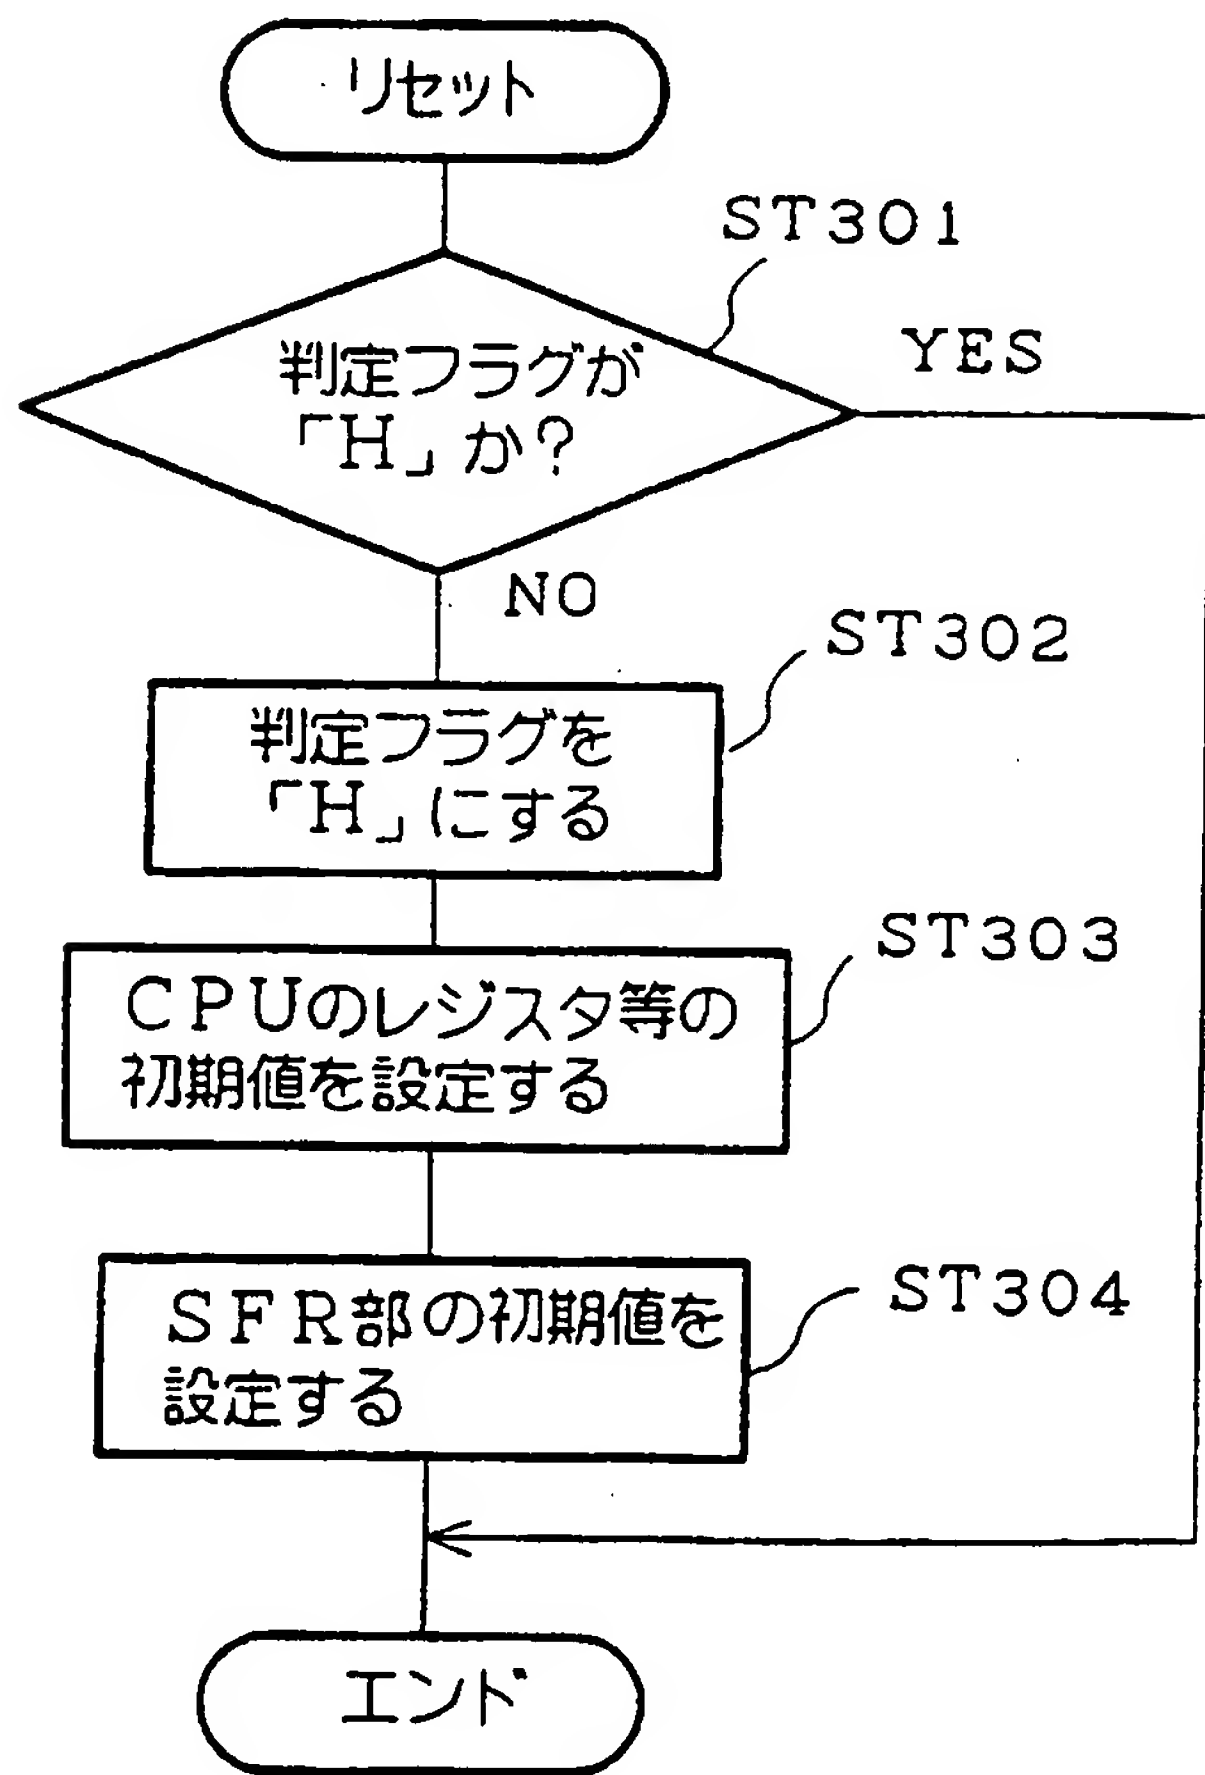 リセット
ST301
判定フラグが
「H」か?
YES
NO
ST302
判定フラグを
「H」にする
ST303
CPUのレジスタ等の
初期値を設定する
ST304
SFR部の初期値を
設定する
エンド